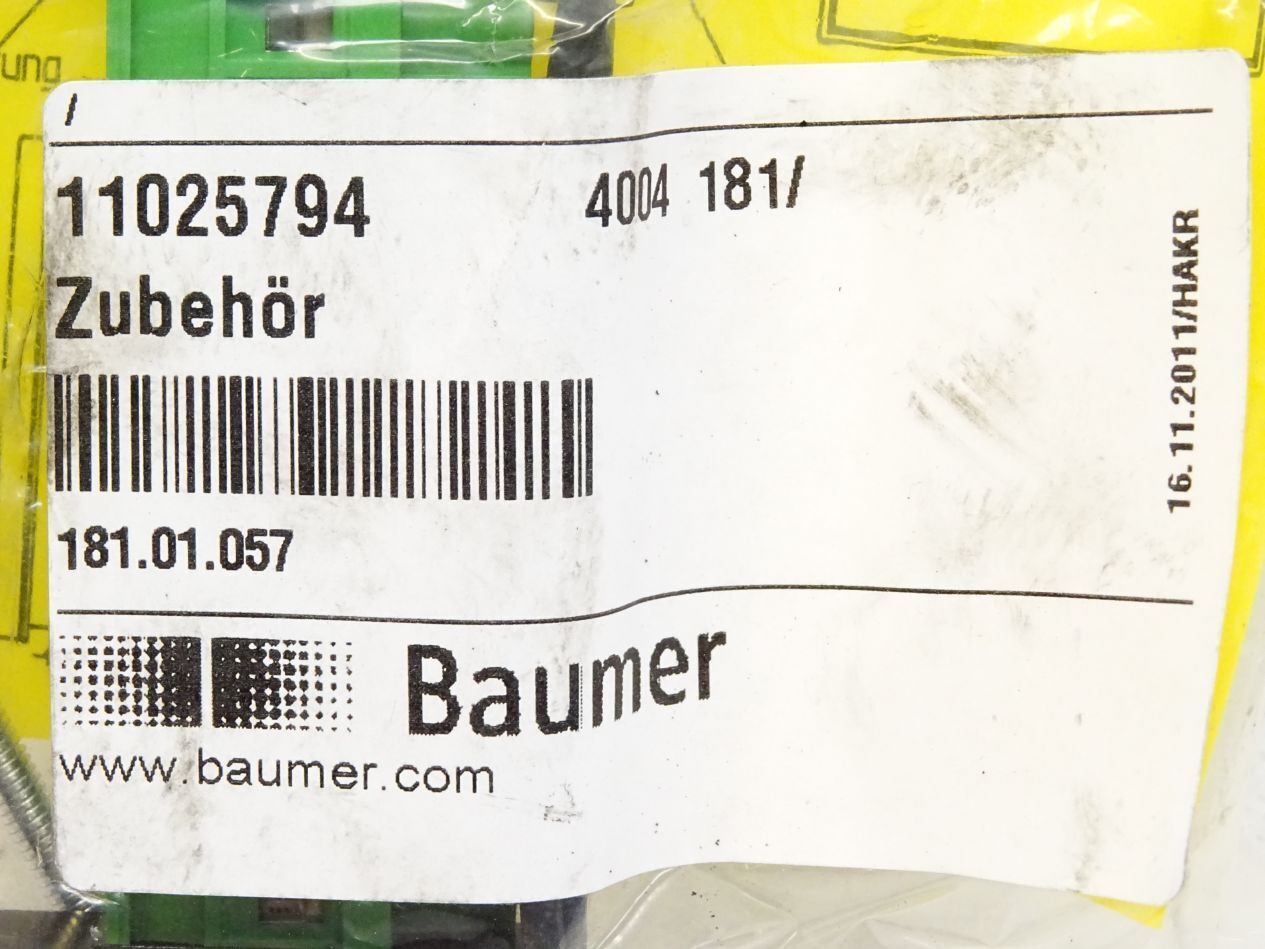 ung
/
11025794 4004 181/
Zubehör
181.01.057
Baumer
www.baumer.com
16.11.2011/HAKR